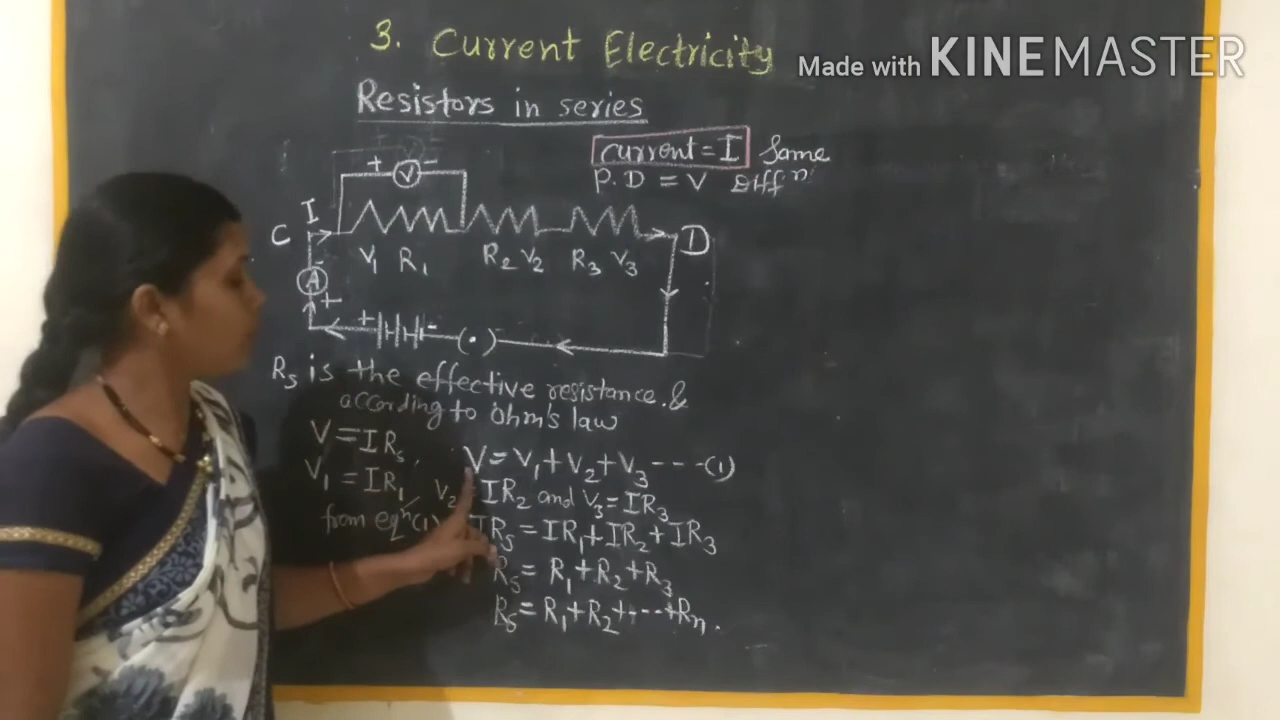 3. Current Electricity
Made with KINEMASTER
Resistors in series
current = I Same
P.D = V Diff
+ V -
I
C D
V₁ R₁ R₂ V₂ R₃ V₃
-
A
+
+ - (·)
Rs is the effective resistance &
according to ohm's law
V = IRs V = V₁ + V₂ + V₃ --- (1)
V₁ = IR₁, V₂ = IR₂ and V₃ = IR₃
from eqⁿ (1) IRs = IR₁ + IR₂ + IR₃
Rs = R₁ + R₂ + R₃
Rs = R₁ + R₂ + --- + Rn.